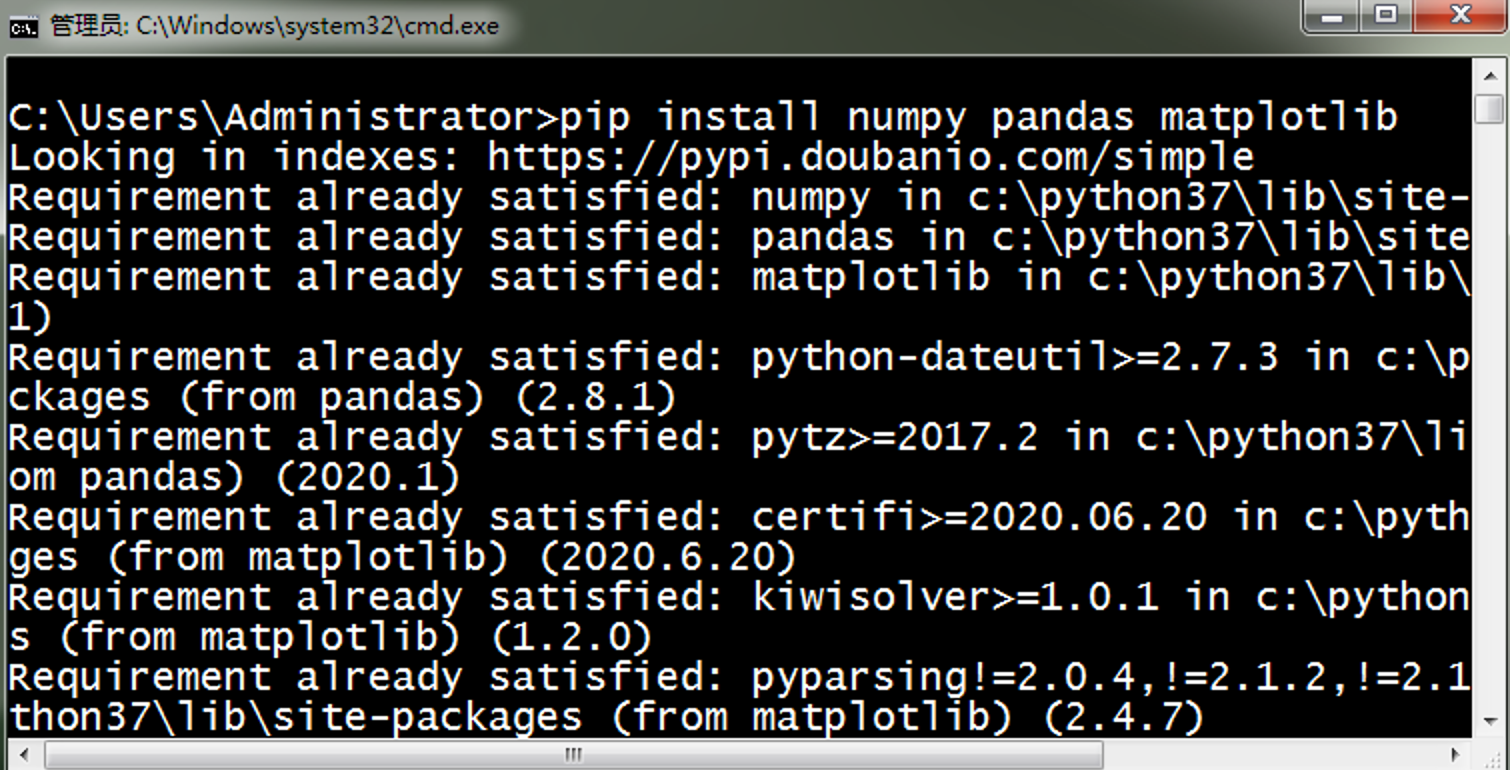 管理员: C:\Windows\system32\cmd.exe
C:\Users\Administrator>pip install numpy pandas matplotlib
Looking in indexes: https://pypi.doubanio.com/simple
Requirement already satisfied: numpy in c:\python37\lib\site-
Requirement already satisfied: pandas in c:\python37\lib\site
Requirement already satisfied: matplotlib in c:\python37\lib\
1)
Requirement already satisfied: python-dateutil>=2.7.3 in c:\p
ckages (from pandas) (2.8.1)
Requirement already satisfied: pytz>=2017.2 in c:\python37\li
om pandas) (2020.1)
Requirement already satisfied: certifi>=2020.06.20 in c:\pyth
ges (from matplotlib) (2020.6.20)
Requirement already satisfied: kiwisolver>=1.0.1 in c:\python
s (from matplotlib) (1.2.0)
Requirement already satisfied: pyparsing!=2.0.4,!=2.1.2,!=2.1
thon37\lib\site-packages (from matplotlib) (2.4.7)